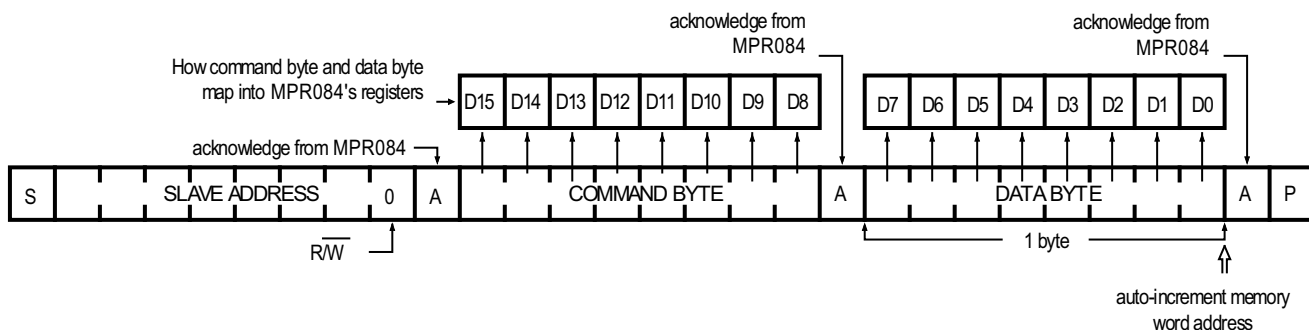 acknowledge from
MPR084
acknowledge from
MPR084
How command byte and data byte
map into MPR084's registers
D15 D14 D13 D12 D11 D10 D9 D8 D7 D6 D5 D4 D3 D2 D1 D0
acknowledge from MPR084
S SLAVE ADDRESS 0 A COMMAND BYTE A DATA BYTE A P
R/W
1 byte
auto-increment memory
word address